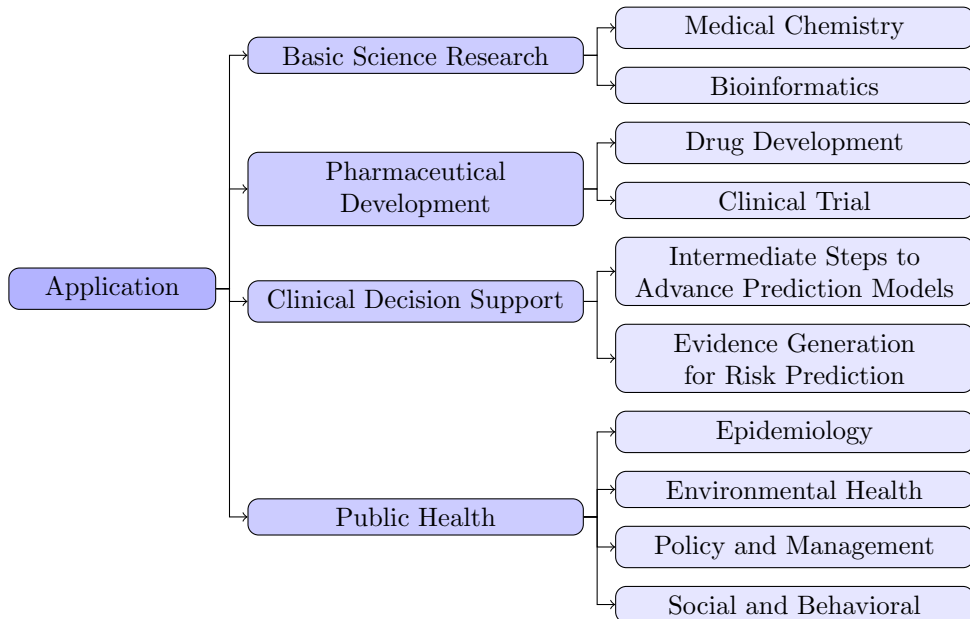 Application
Basic Science Research
Medical Chemistry
Bioinformatics
Pharmaceutical
Development
Drug Development
Clinical Trial
Clinical Decision Support
Intermediate Steps to
Advance Prediction Models
Evidence Generation
for Risk Prediction
Public Health
Epidemiology
Environmental Health
Policy and Management
Social and Behavioral